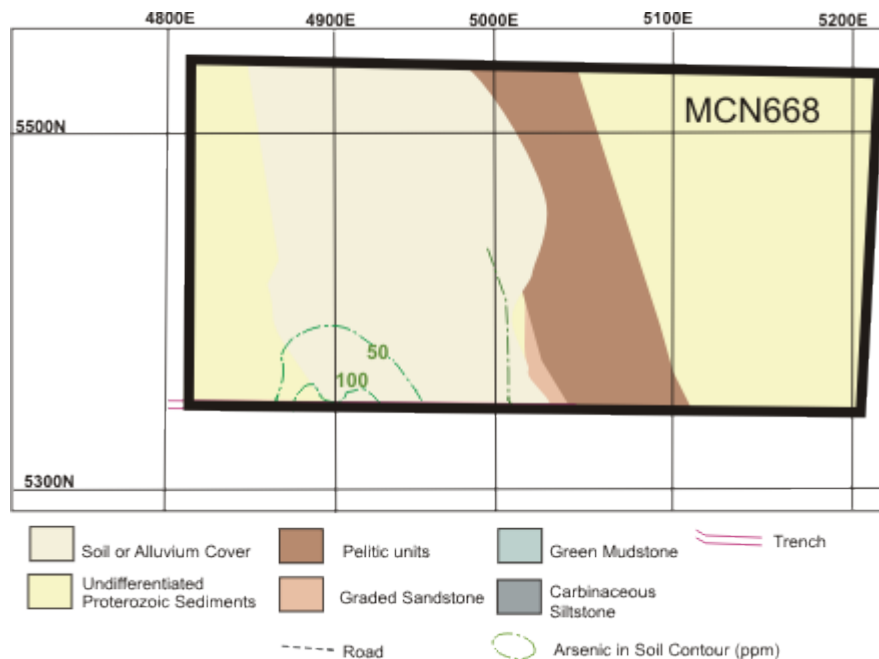 4800E 4900E 5000E 5100E 5200E
MCN668
5500N
50
100
5300N
Soil or Alluvium Cover
Pelitic units
Green Mudstone
Trench
Undifferentiated
Proterozoic Sediments
Graded Sandstone
Carbinaceous
Siltstone
Road
Arsenic in Soil Contour (ppm)